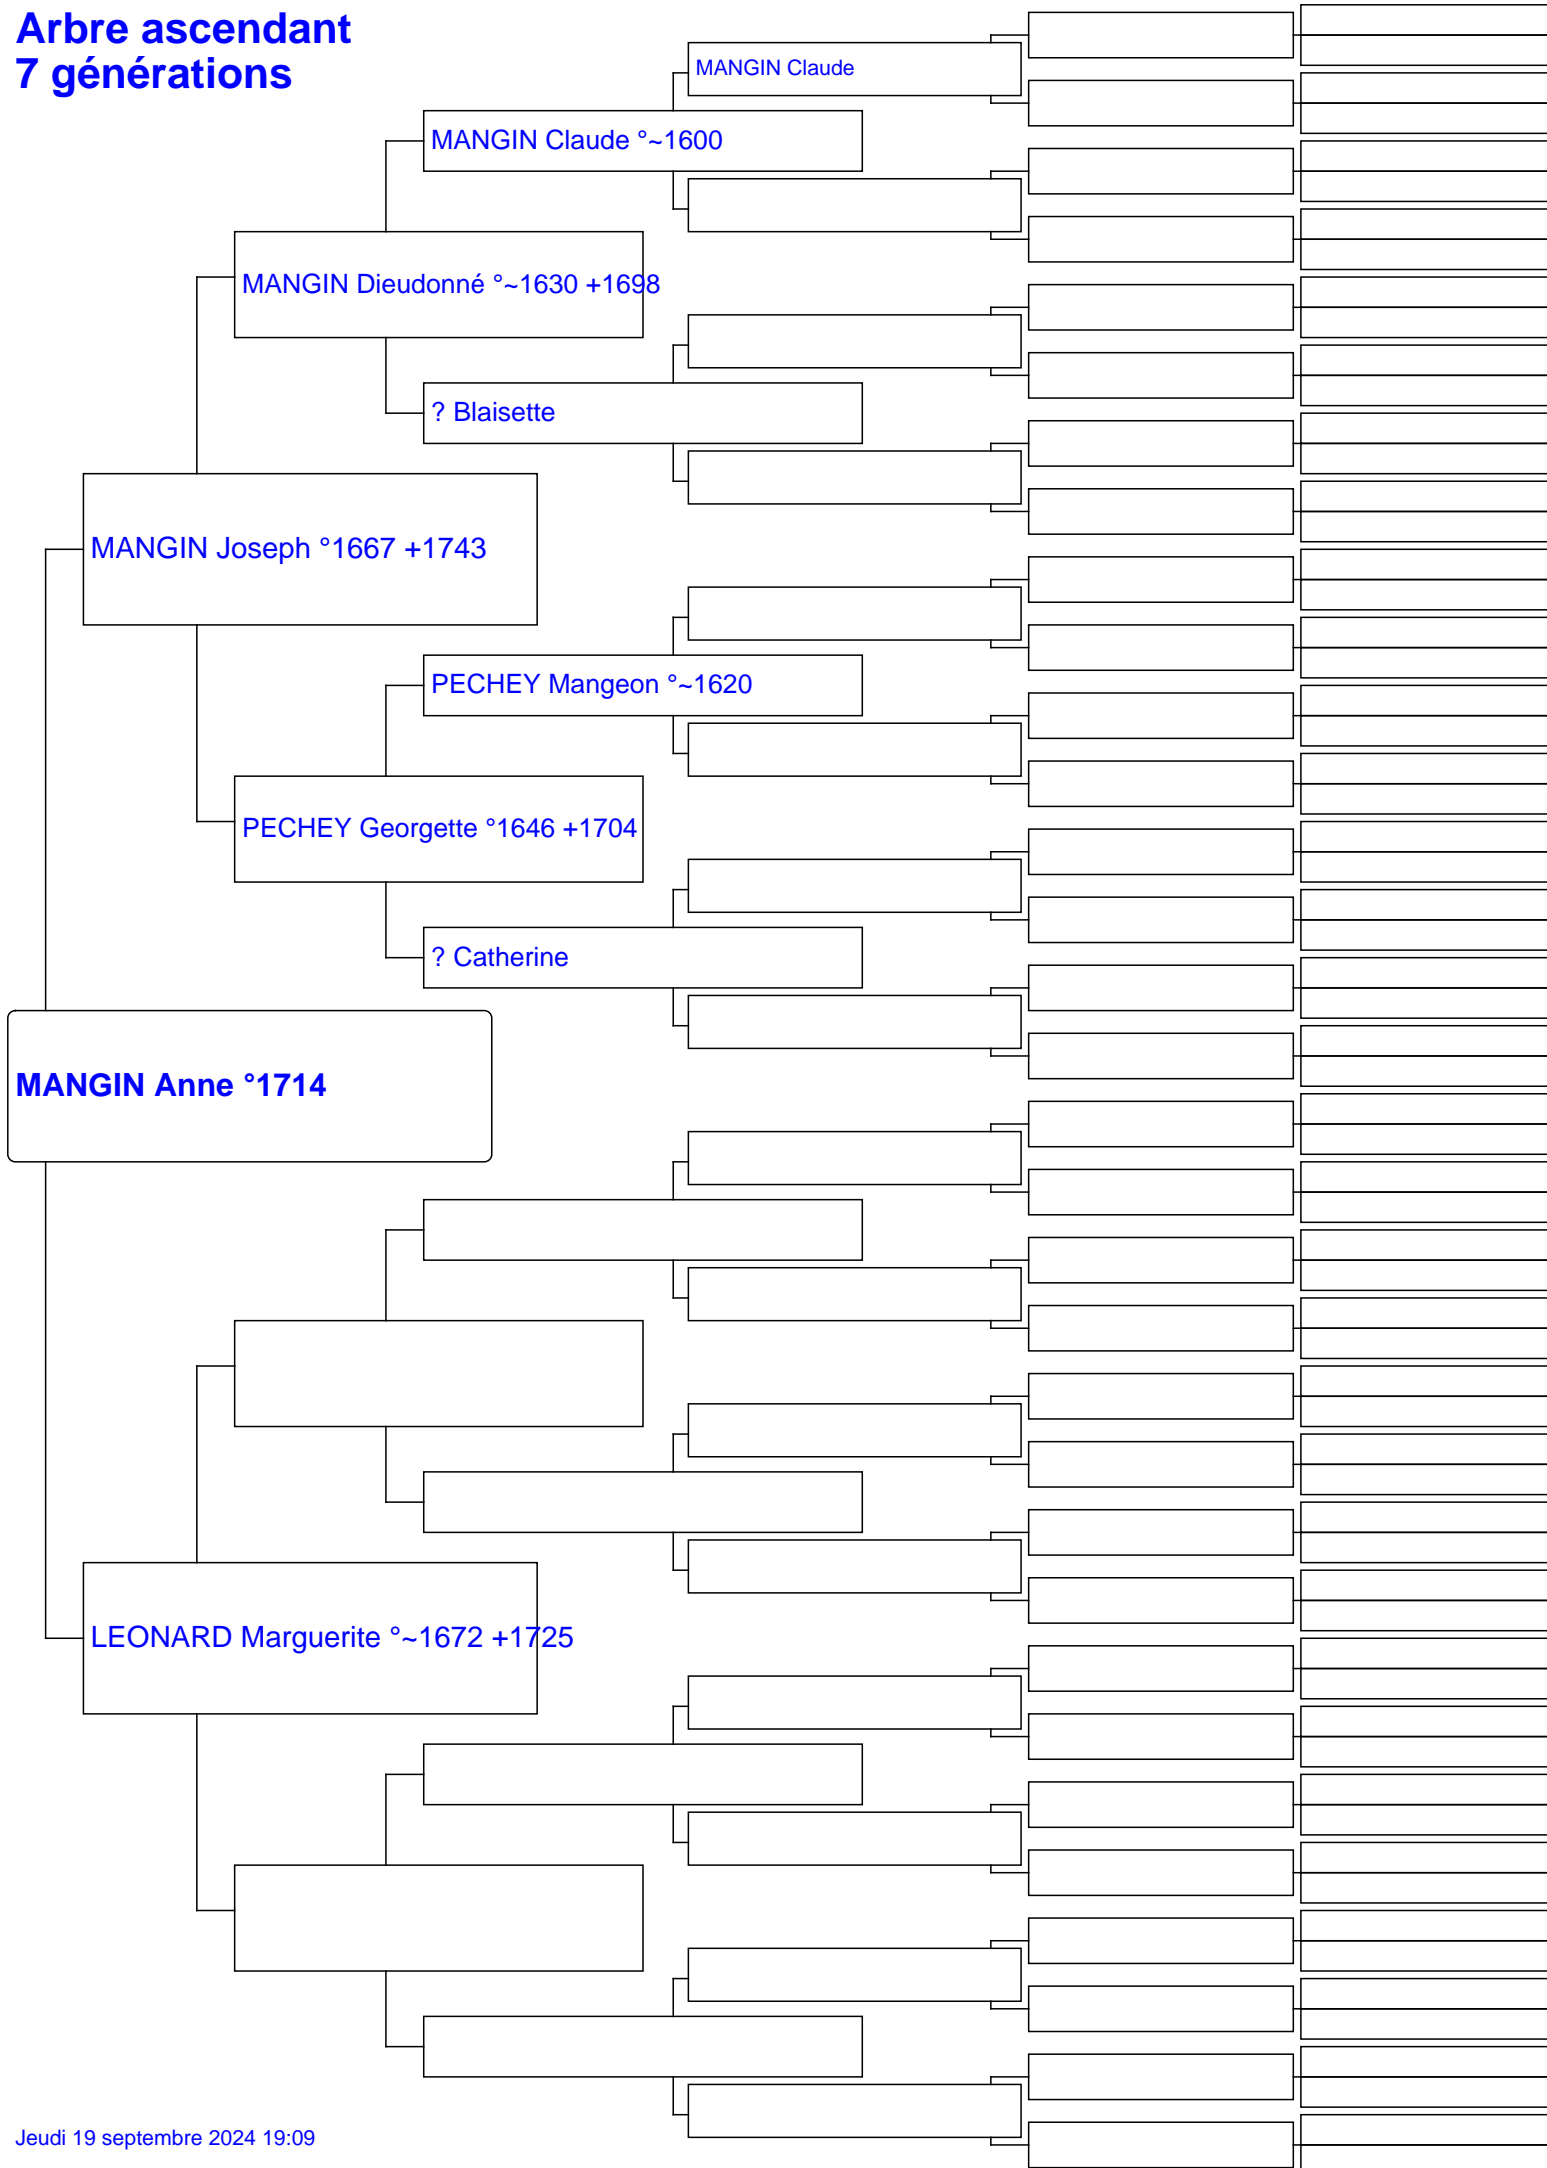 Arbre ascendant
7 générations
MANGIN Claude
MANGIN Claude °~1600
MANGIN Dieudonné °~1630 +1698
? Blaisette
MANGIN Joseph °1667 +1743
PECHEY Mangeon °~1620
PECHEY Georgette °1646 +1704
? Catherine
MANGIN Anne °1714
LEONARD Marguerite °~1672 +1725
Jeudi 19 septembre 2024 19:09